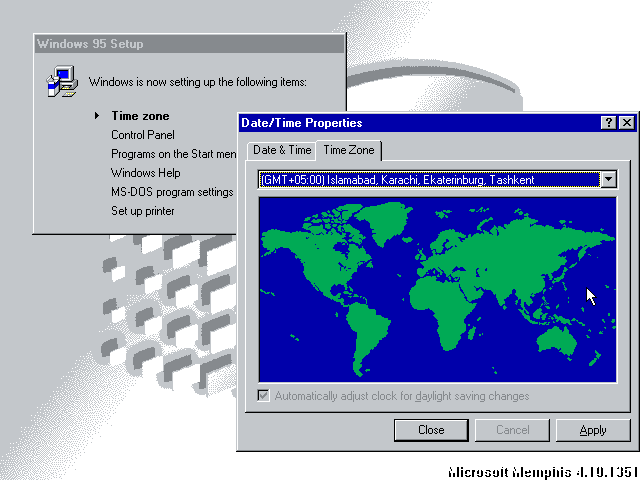 Windows 95 Setup
Windows is now setting up the following items:
Time zone
Control Panel
Programs on the Start men
Windows Help
MS-DOS program settings
Set up printer
Date/Time Properties
Date & Time
Time Zone
(GMT+05:00) Islamabad, Karachi, Ekaterinburg, Tashkent
Automatically adjust clock for daylight saving changes
Close
Cancel
Apply
Microsoft Memphis 4.10.1351